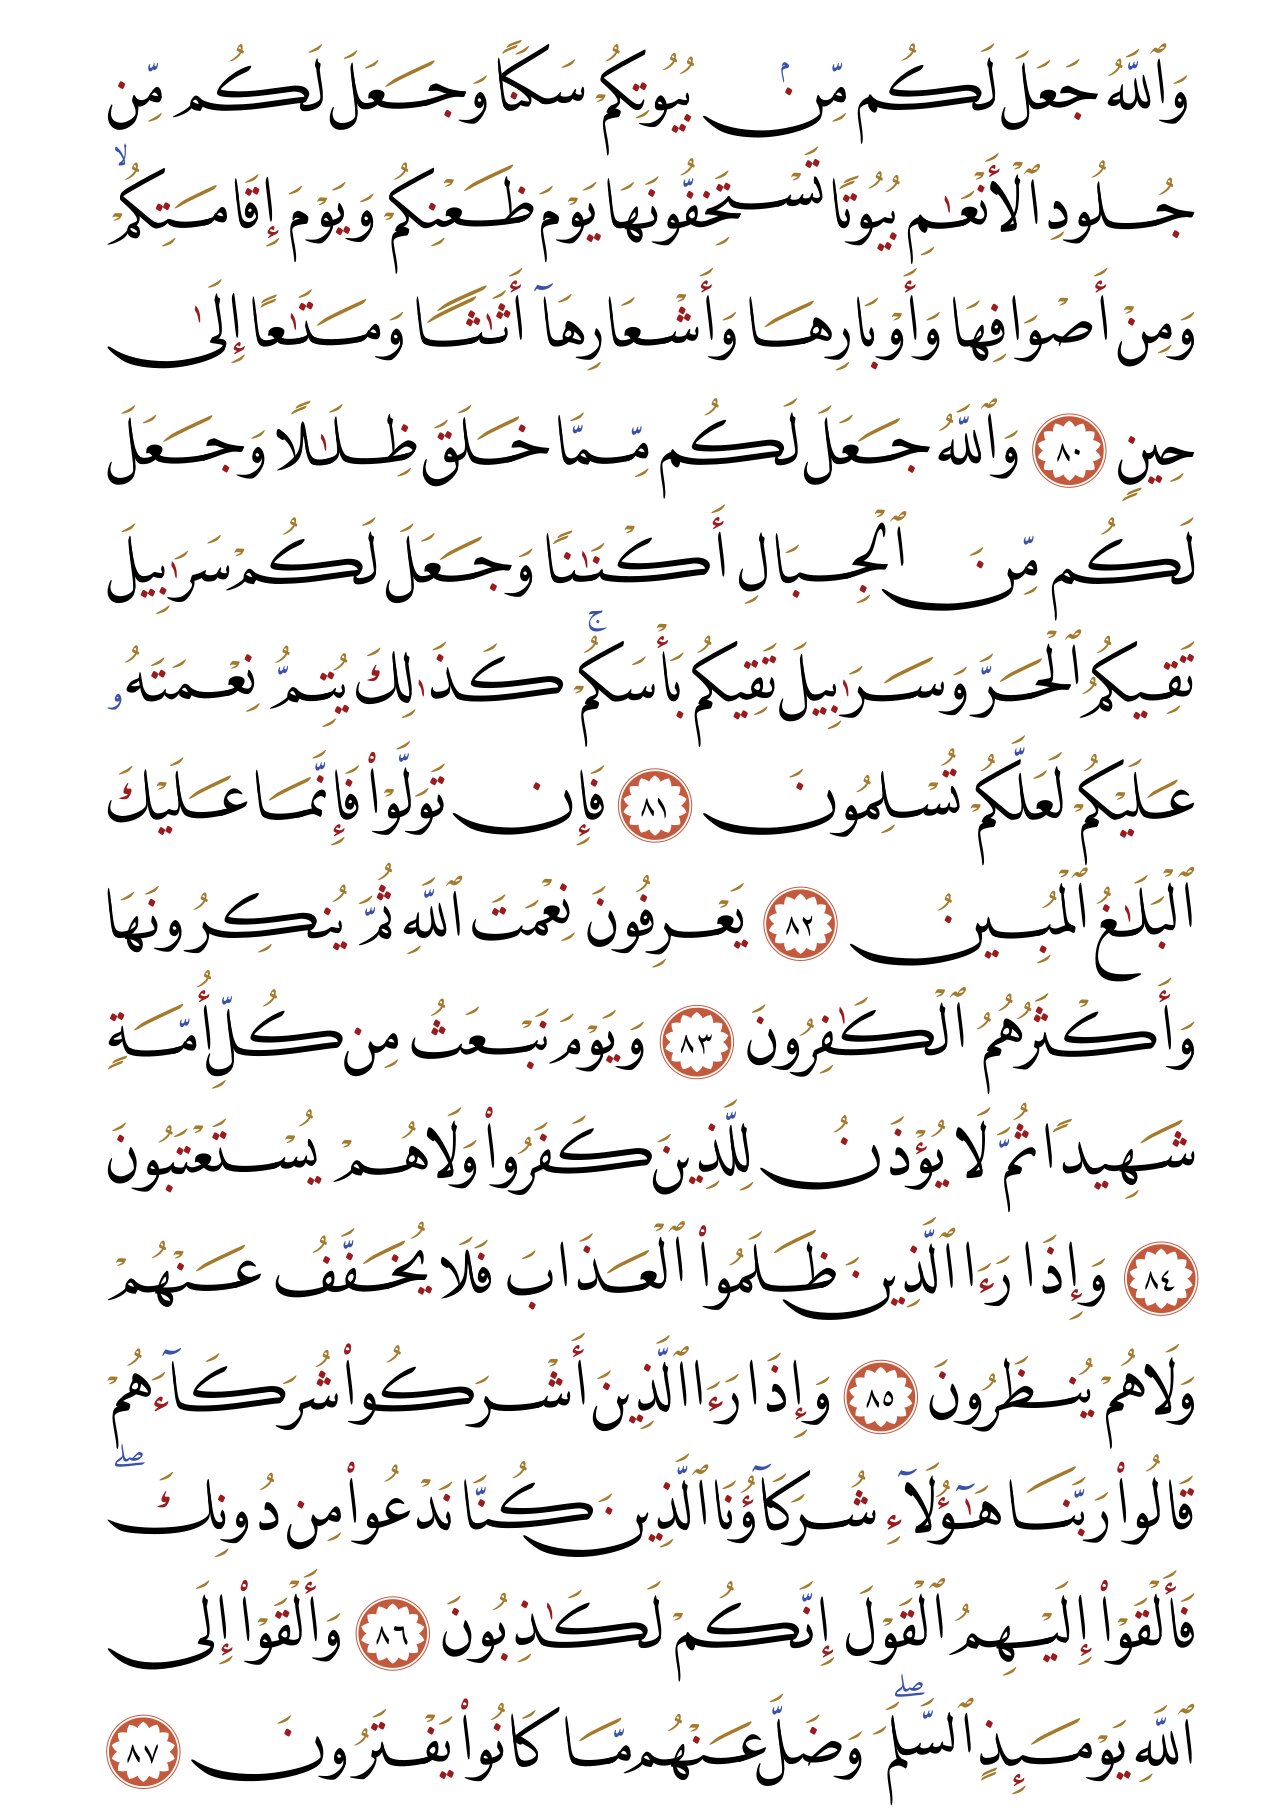 وَٱللَّهُ جَعَلَ لَكُم مِّنۢ بُيُوتِكُمْ سَكَنًا وَجَعَلَ لَكُم مِّن
جُلُودِ ٱلْأَنْعَٰمِ بُيُوتًا تَسْتَخِفُّونَهَا يَوْمَ ظَعْنِكُمْ وَيَوْمَ إِقَامَتِكُمْ ۙ
وَمِنْ أَصْوَافِهَا وَأَوْبَارِهَا وَأَشْعَارِهَآ أَثَٰثًا وَمَتَٰعًا إِلَىٰ
حِينٍ ٨٠ وَٱللَّهُ جَعَلَ لَكُم مِّمَّا خَلَقَ ظِلَٰلًا وَجَعَلَ
لَكُم مِّنَ ٱلْجِبَالِ أَكْنَٰنًا وَجَعَلَ لَكُمْ سَرَٰبِيلَ
تَقِيكُمُ ٱلْحَرَّ وَسَرَٰبِيلَ تَقِيكُم بَأْسَكُمْ ۚ كَذَٰلِكَ يُتِمُّ نِعْمَتَهُۥ
عَلَيْكُمْ لَعَلَّكُمْ تُسْلِمُونَ ٨١ فَإِن تَوَلَّوْا۟ فَإِنَّمَا عَلَيْكَ
ٱلْبَلَٰغُ ٱلْمُبِينُ ٨٢ يَعْرِفُونَ نِعْمَتَ ٱللَّهِ ثُمَّ يُنكِرُونَهَا
وَأَكْثَرُهُمُ ٱلْكَٰفِرُونَ ٨٣ وَيَوْمَ نَبْعَثُ مِن كُلِّ أُمَّةٍ
شَهِيدًا ثُمَّ لَا يُؤْذَنُ لِلَّذِينَ كَفَرُوا۟ وَلَا هُمْ يُسْتَعْتَبُونَ
٨٤ وَإِذَا رَءَا ٱلَّذِينَ ظَلَمُوا۟ ٱلْعَذَابَ فَلَا يُخَفَّفُ عَنْهُمْ
وَلَا هُمْ يُنظَرُونَ ٨٥ وَإِذَا رَءَا ٱلَّذِينَ أَشْرَكُوا۟ شُرَكَآءَهُمْ
قَالُوا۟ رَبَّنَا هَٰٓؤُلَآءِ شُرَكَآؤُنَا ٱلَّذِينَ كُنَّا نَدْعُوا۟ مِن دُونِكَ ۖ
فَأَلْقَوْا۟ إِلَيْهِمُ ٱلْقَوْلَ إِنَّكُمْ لَكَٰذِبُونَ ٨٦ وَأَلْقَوْا۟ إِلَى
ٱللَّهِ يَوْمَئِذٍ ٱلسَّلَمَ ۖ وَضَلَّ عَنْهُم مَّا كَانُوا۟ يَفْتَرُونَ ٨٧